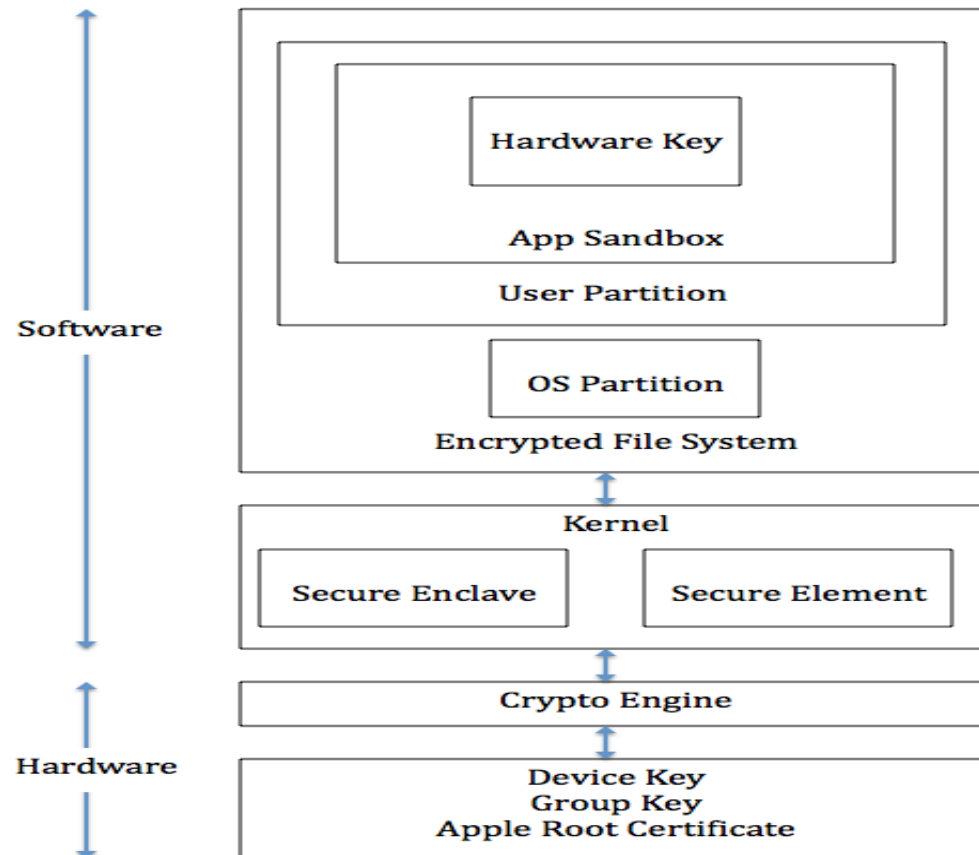 Hardware Key
App Sandbox
User Partition
Software
OS Partition
Encrypted File System
Kernel
Secure Enclave
Secure Element
Crypto Engine
Hardware
Device Key
Group Key
Apple Root Certificate